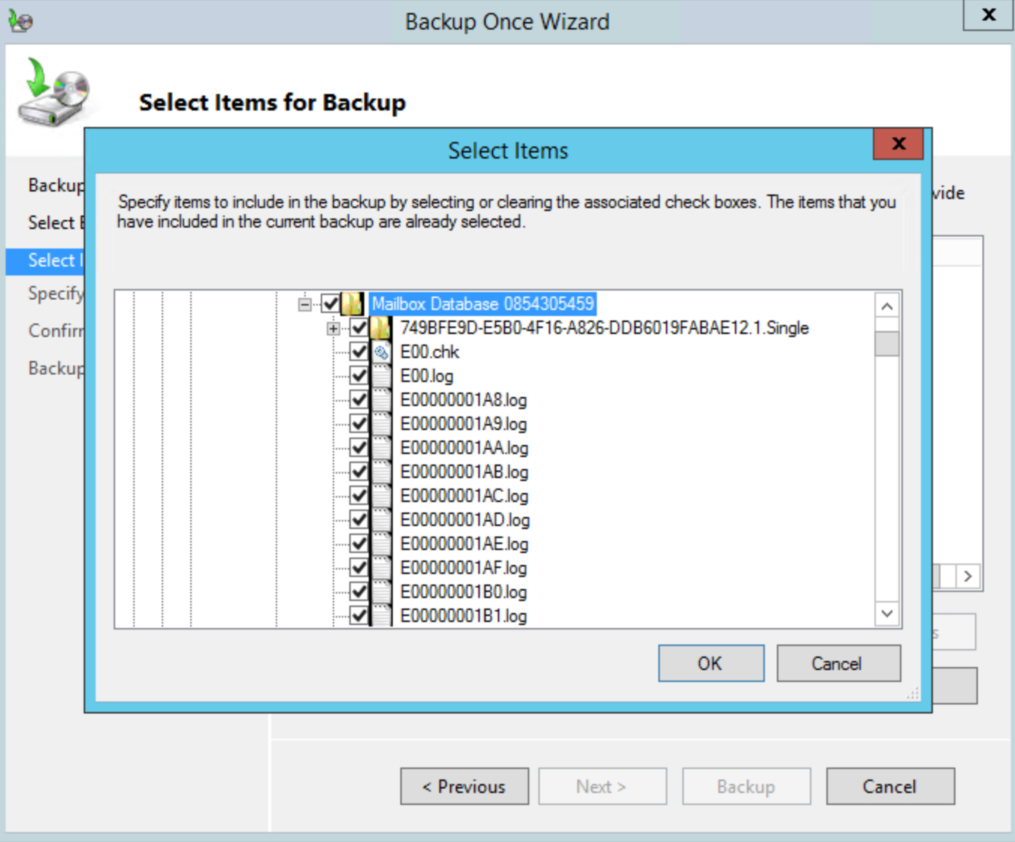 Backup Once Wizard
x
Select Items for Backup
Select Items
x
Backup
Select
Select
Specify
Confirm
Backup
vide
Specify items to include in the backup by selecting or clearing the associated check boxes. The items that you
have included in the current backup are already selected.
Mailbox Database 0854305459
749BFE9D-E5B0-4F16-A826-DDB6019FABAE12.1.Single
E00.chk
E00.log
E00000001A8.log
E00000001A9.log
E00000001AA.log
E00000001AB.log
E00000001AC.log
E00000001AD.log
E00000001AE.log
E00000001AF.log
E00000001B0.log
E00000001B1.log
s
OK
Cancel
< Previous
Next >
Backup
Cancel